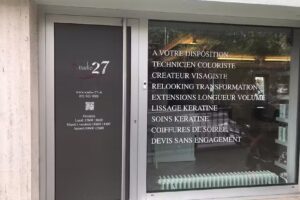 Studio 27
A VOTRE DISPOSITION
TECHNICIEN COLORISTE
CREATEUR VISAGISTE
RELOOKING TRANSFORMATION
EXTENSIONS LONGUEUR VOLUME
LISSAGE KERATINE
SOINS KERATINE
COIFFURES DE SOIREE
DEVIS SANS ENGAGEMENT